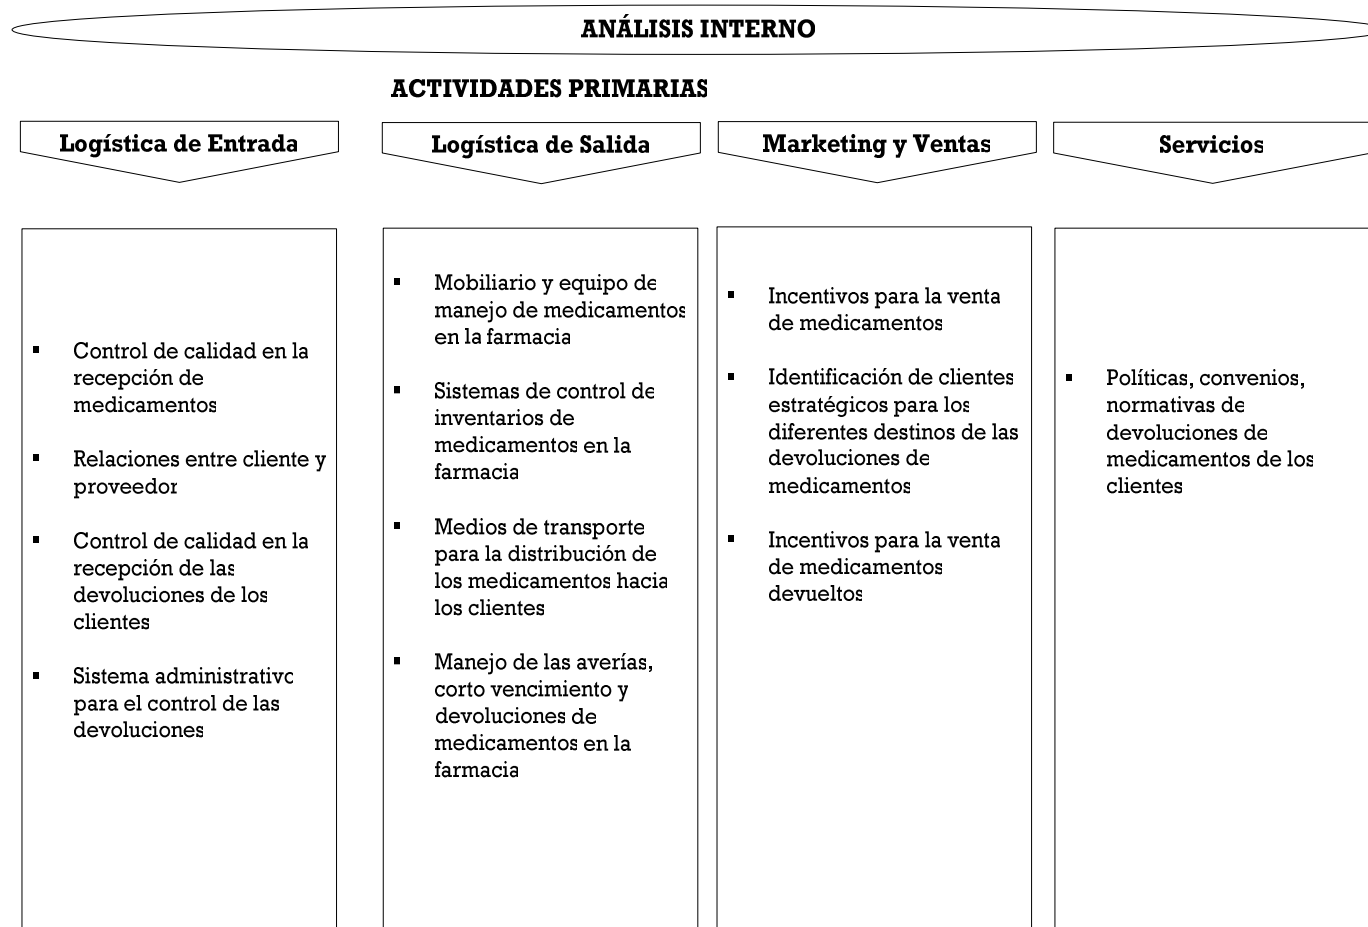 ANÁLISIS INTERNO
ACTIVIDADES PRIMARIAS
Logística de Entrada
Logística de Salida
Marketing y Ventas
Servicios
▪ Control de calidad en la
recepción de
medicamentos
▪ Relaciones entre cliente y
proveedor
▪ Control de calidad en la
recepción de las
devoluciones de los
clientes
▪ Sistema administrativo
para el control de las
devoluciones
▪ Mobiliario y equipo de
manejo de medicamentos
en la farmacia
▪ Sistemas de control de
inventarios de
medicamentos en la
farmacia
▪ Medios de transporte
para la distribución de
los medicamentos hacia
los clientes
▪ Manejo de las averías,
corto vencimiento y
devoluciones de
medicamentos en la
farmacia
▪ Incentivos para la venta
de medicamentos
▪ Identificación de clientes
estratégicos para los
diferentes destinos de las
devoluciones de
medicamentos
▪ Incentivos para la venta
de medicamentos
devueltos
▪ Políticas, convenios,
normativas de
devoluciones de
medicamentos de los
clientes